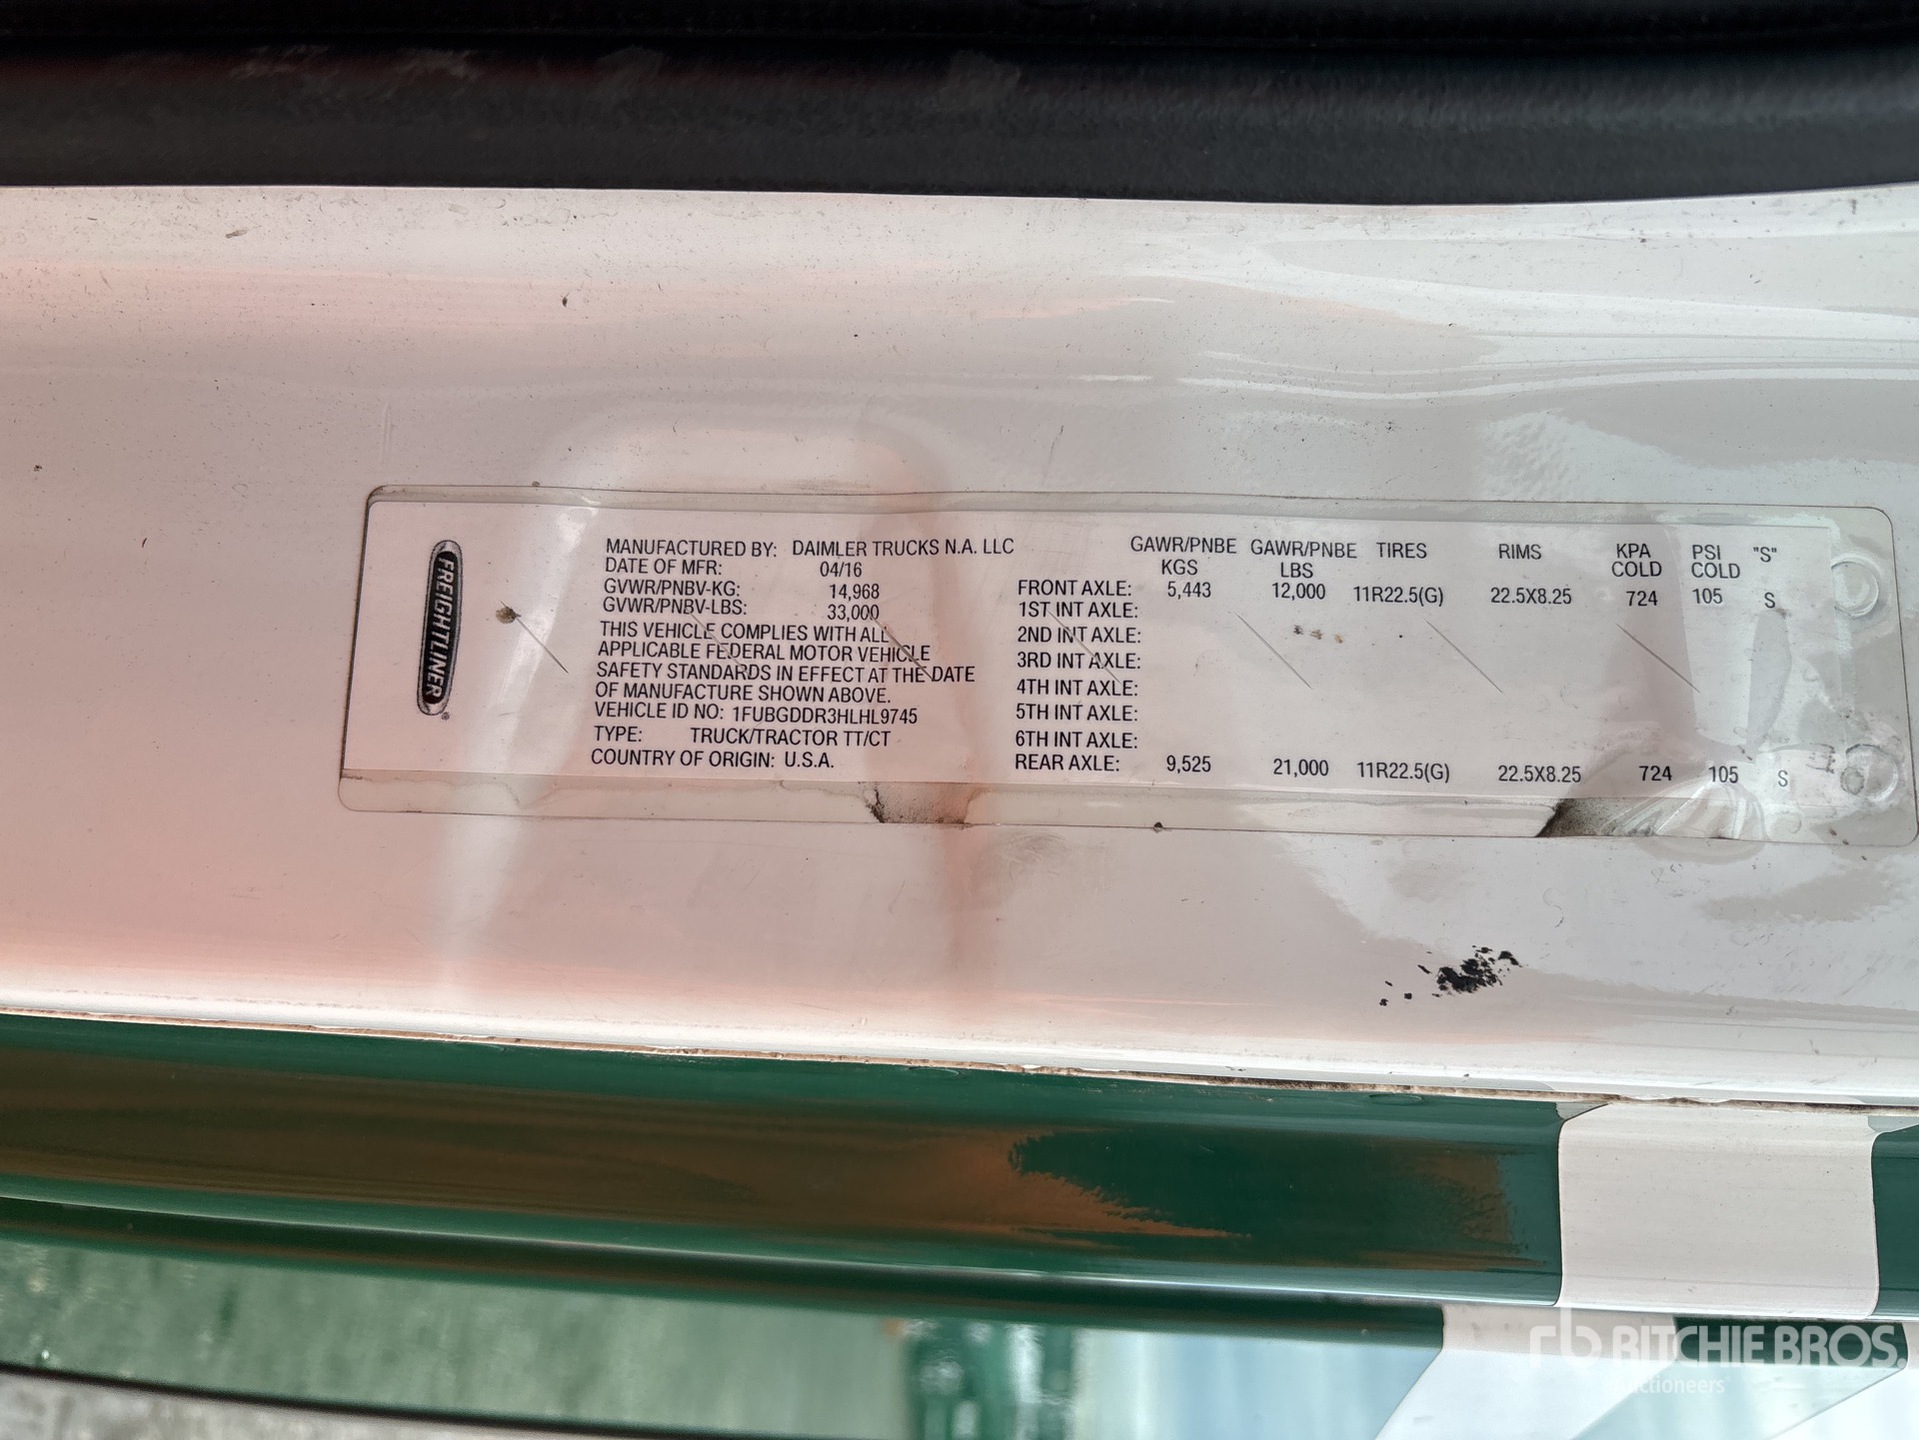 FREIGHTLINER
MANUFACTURED BY: DAIMLER TRUCKS N.A. LLC
DATE OF MFR: 04/16
GVWR/PNBV-KG: 14,968
GVWR/PNBV-LBS: 33,000
THIS VEHICLE COMPLIES WITH ALL
APPLICABLE FEDERAL MOTOR VEHICLE
SAFETY STANDARDS IN EFFECT AT THE DATE
OF MANUFACTURE SHOWN ABOVE.
VEHICLE ID NO: 1FUBGDDR3HLHL9745
TYPE: TRUCK/TRACTOR TT/CT
COUNTRY OF ORIGIN: U.S.A.
GAWR/PNBE GAWR/PNBE TIRES RIMS KPA PSI "S"
KGS LBS COLD COLD
FRONT AXLE: 5,443 12,000 11R22.5(G) 22.5X8.25 724 105 S
1ST INT AXLE:
2ND INT AXLE:
3RD INT AXLE:
4TH INT AXLE:
5TH INT AXLE:
6TH INT AXLE:
REAR AXLE: 9,525 21,000 11R22.5(G) 22.5X8.25 724 105 S
rb RITCHIE BROS.
Auctioneers